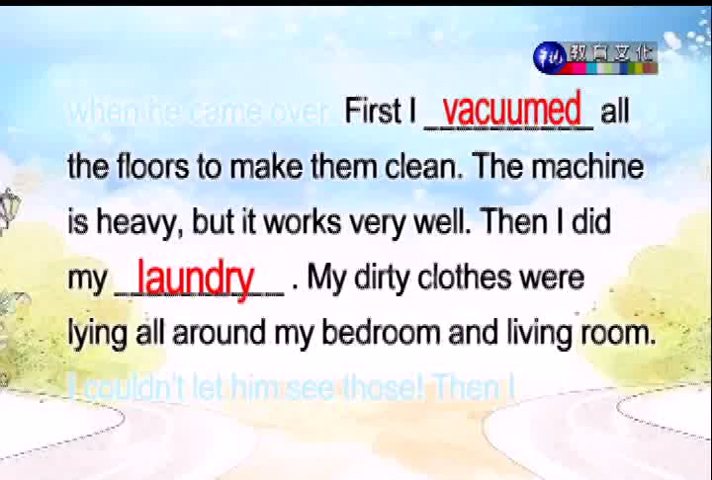 教育文化
when he came over. First I vacuumed all
the floors to make them clean. The machine
is heavy, but it works very well. Then I did
my laundry. My dirty clothes were
lying all around my bedroom and living room.
I couldn't let him see those! Then I